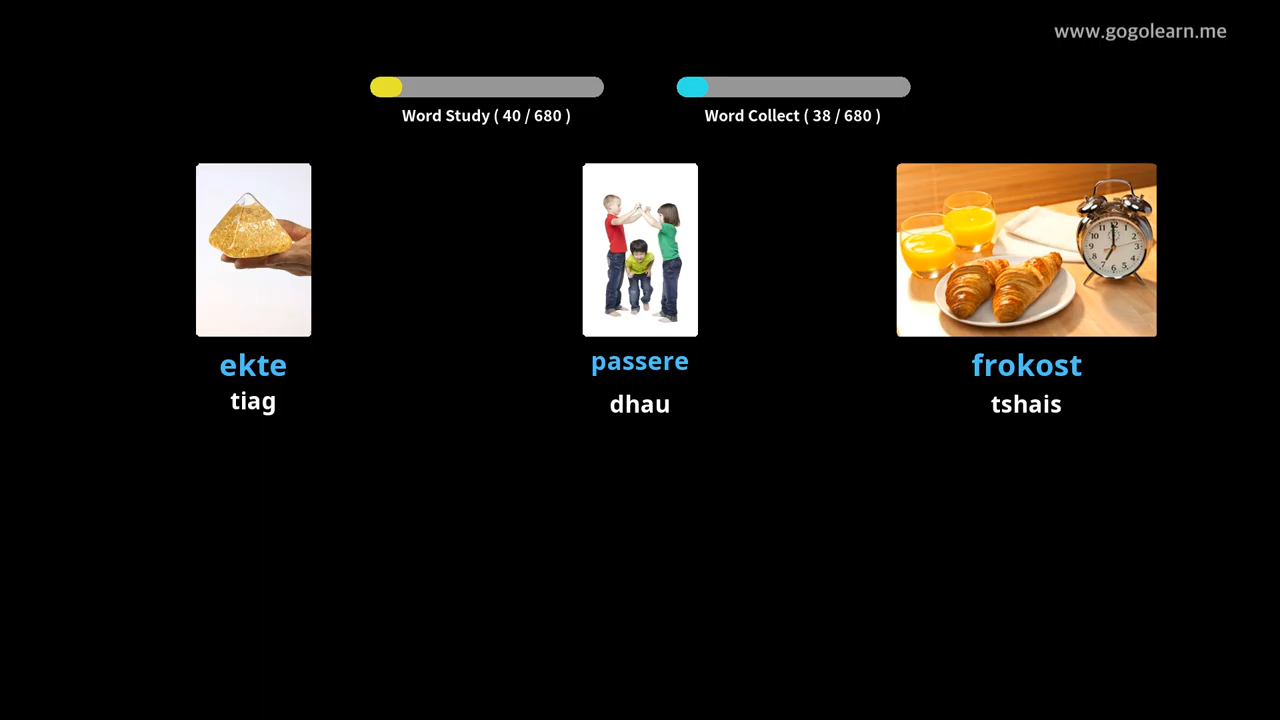 www.gogolearn.me
Word Study ( 40 / 680 )
Word Collect ( 38 / 680 )
ekte
tiag
passere
dhau
frokost
tshais